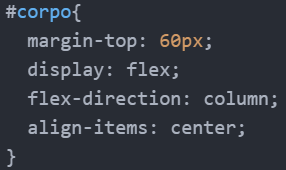 #corpo{
  margin-top: 60px;
  display: flex;
  flex-direction: column;
  align-items: center;
}